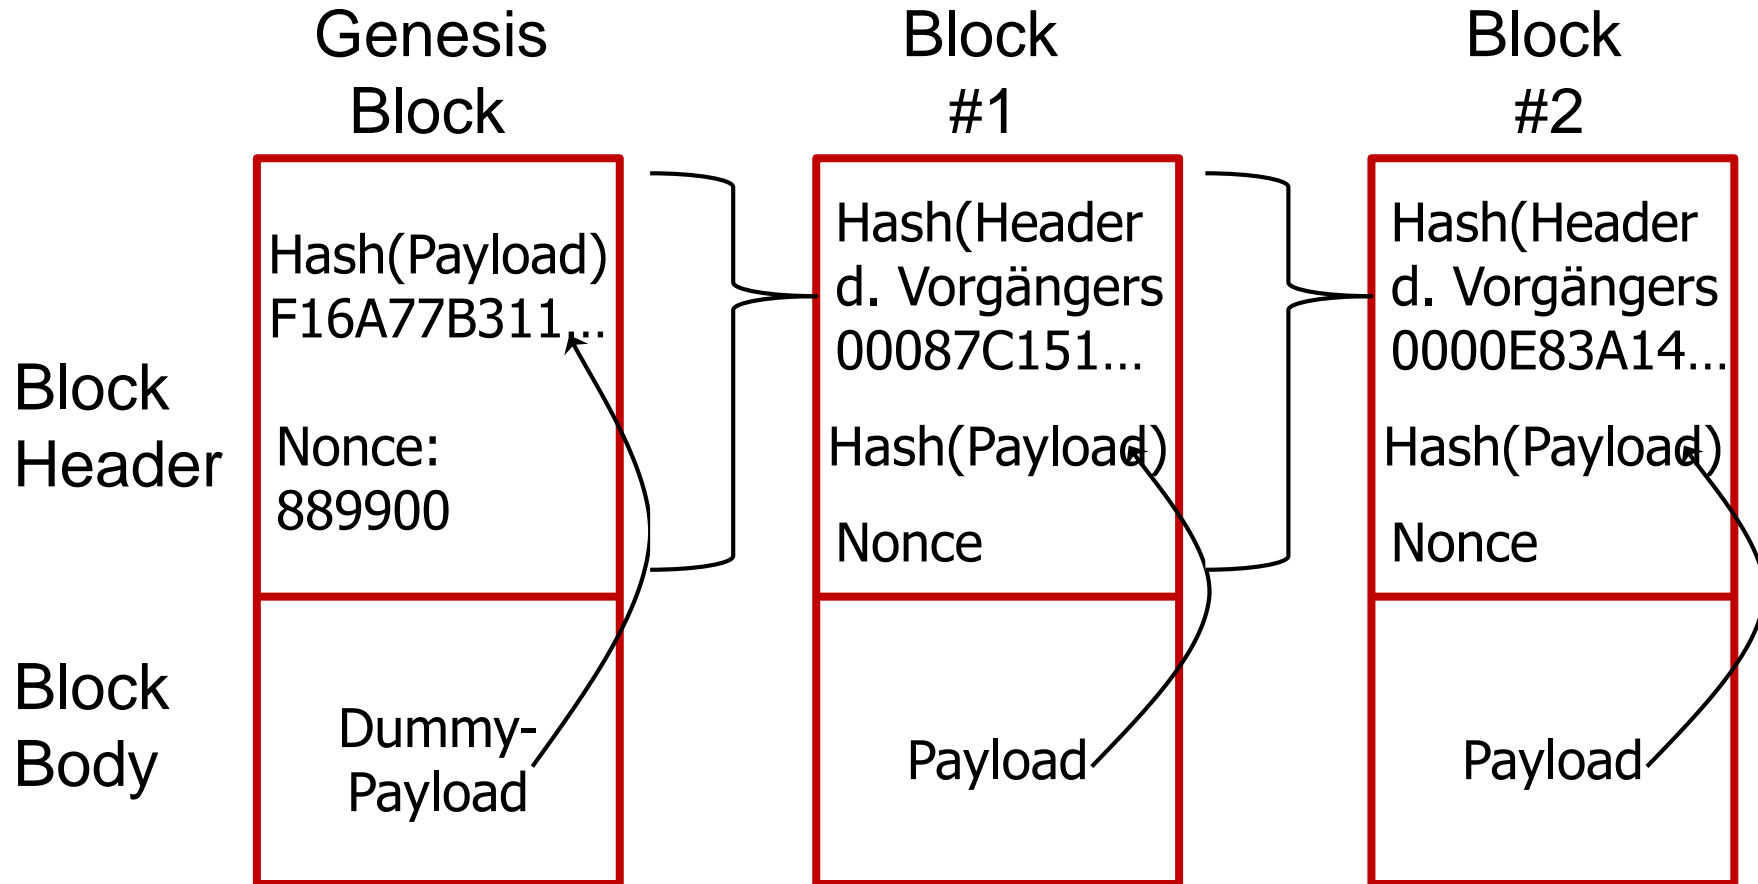 Genesis
Block
Block
#1
Block
#2
Block
Header
Hash(Payload)
F16A77B311...
Nonce:
889900
Hash(Header
d. Vorgängers
00087C151...
Hash(Payload)
Nonce
Hash(Header
d. Vorgängers
0000E83A14...
Hash(Payload)
Nonce
Block
Body
Dummy-
Payload
Payload
Payload